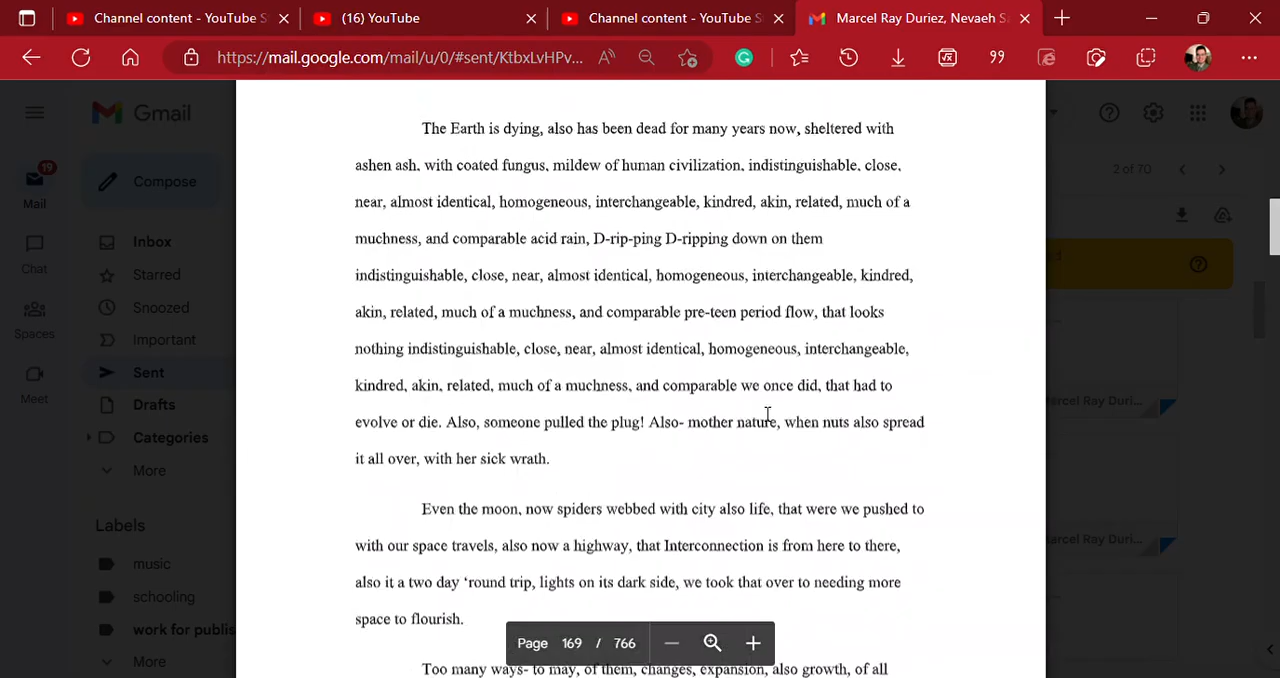 Channel content - YouTube S
(16) YouTube
Channel content - YouTube S
Marcel Ray Duriez, Nevaeh S
https://mail.google.com/mail/u/0/#sent/KtbxLvHPv...
Gmail
Compose
2 of 70
19
Mail
Chat
Spaces
Meet
Inbox
Starred
Snoozed
Important
Sent
Drafts
Categories
More
Labels
music
schooling
work for publis
More
The Earth is dying, also has been dead for many years now, sheltered with
ashen ash, with coated fungus, mildew of human civilization, indistinguishable, close,
near, almost identical, homogeneous, interchangeable, kindred, akin, related, much of a
muchness, and comparable acid rain, D-rip-ping D-ripping down on them
indistinguishable, close, near, almost identical, homogeneous, interchangeable, kindred,
akin, related, much of a muchness, and comparable pre-teen period flow, that looks
nothing indistinguishable, close, near, almost identical, homogeneous, interchangeable,
kindred, akin, related, much of a muchness, and comparable we once did, that had to
evolve or die. Also, someone pulled the plug! Also- mother nature, when nuts also spread
it all over, with her sick wrath.
Even the moon, now spiders webbed with city also life, that were we pushed to
with our space travels, also now a highway, that Interconnection is from here to there,
also it a two day ‘round trip, lights on its dark side, we took that over to needing more
space to flourish.
Too many ways- to may, of them, changes, expansion, also growth, of all
Page 169 / 766
arcel Ray Duri...
arcel Ray Duri...